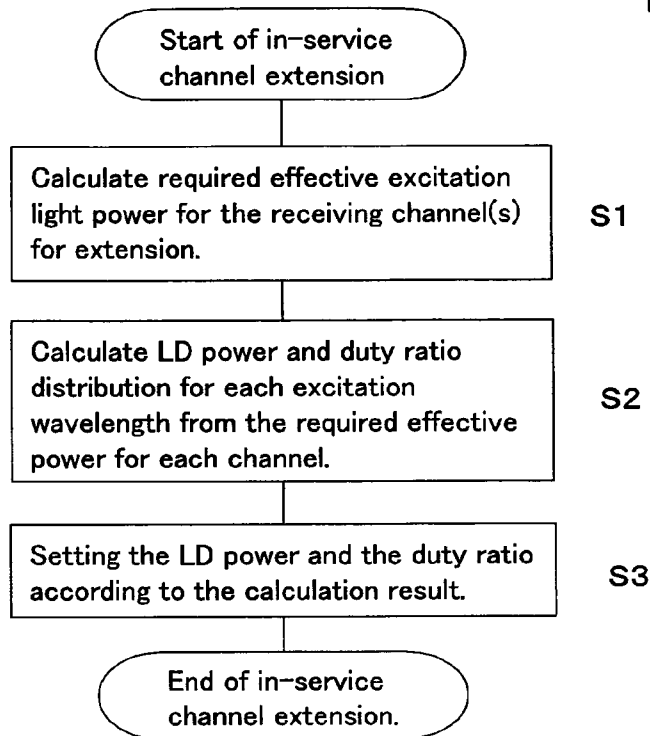 Start of in-service
channel extension
Calculate required effective excitation
light power for the receiving channel(s)
for extension.
S1
Calculate LD power and duty ratio
distribution for each excitation
wavelength from the required effective
power for each channel.
S2
Setting the LD power and the duty ratio
according to the calculation result.
S3
End of in-service
channel extension.